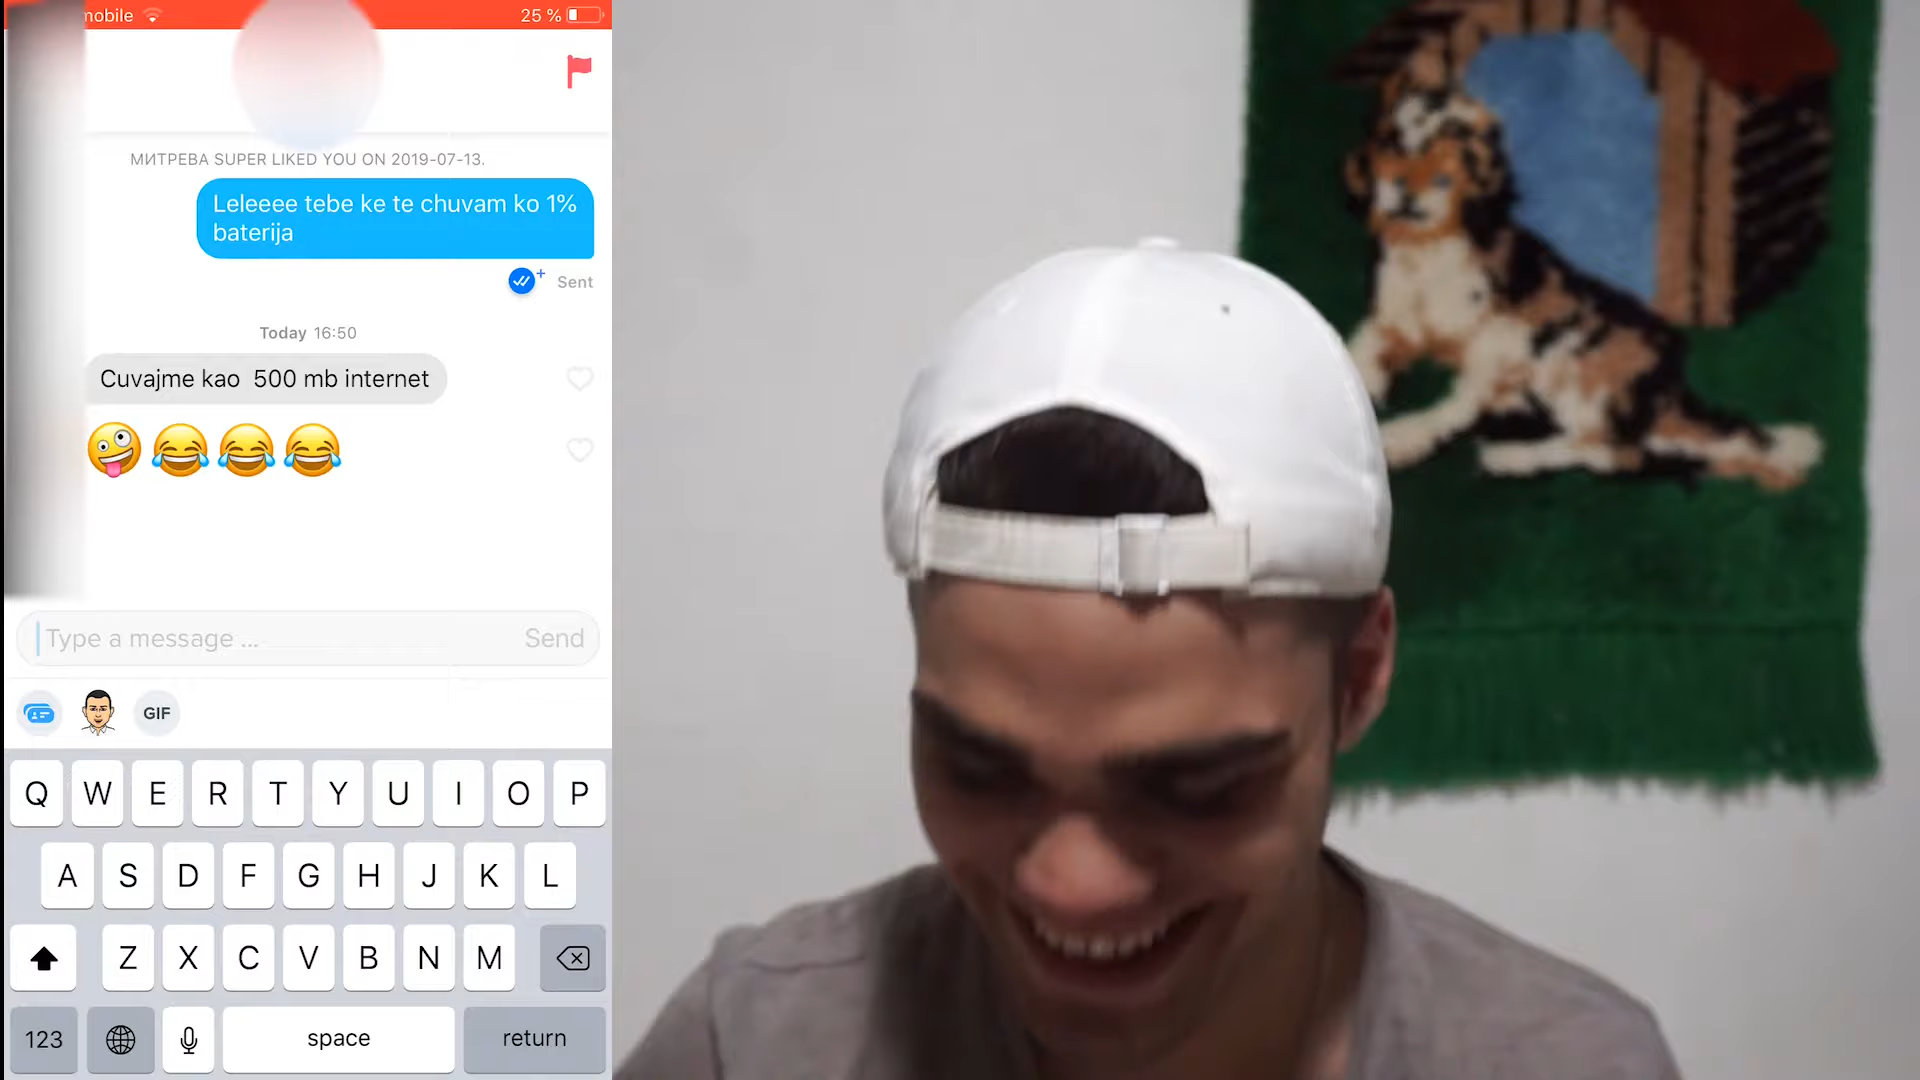 mobile
25 %
МИТРЕВА SUPER LIKED YOU ON 2019-07-13.
Leleeee tebe ke te chuvam ko 1%
baterija
Sent
Today 16:50
Cuvajme kao 500 mb internet
🤪 😂 😂 😂
Type a message ...
Send
GIF
Q W E R T Y U I O P
A S D F G H J K L
Z X C V B N M
123
space
return